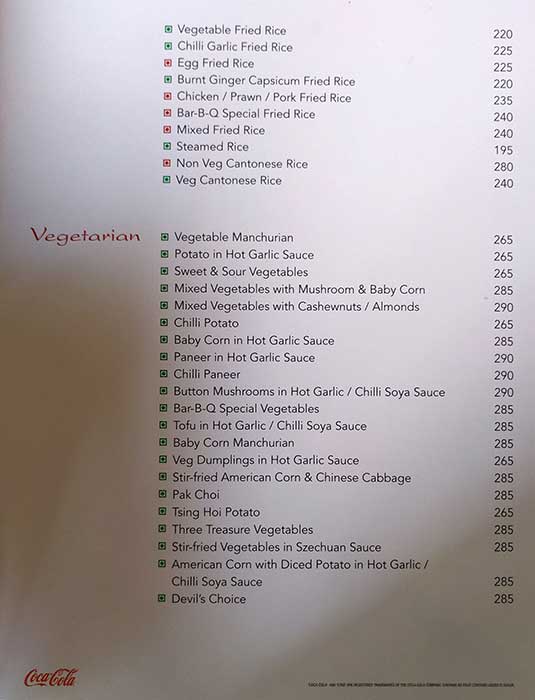 Vegetable Fried Rice 220
Chilli Garlic Fried Rice 225
Egg Fried Rice 225
Burnt Ginger Capsicum Fried Rice 220
Chicken / Prawn / Pork Fried Rice 235
Bar-B-Q Special Fried Rice 240
Mixed Fried Rice 240
Steamed Rice 195
Non Veg Cantonese Rice 280
Veg Cantonese Rice 240
Vegetarian
Vegetable Manchurian 265
Potato in Hot Garlic Sauce 265
Sweet & Sour Vegetables 265
Mixed Vegetables with Mushroom & Baby Corn 285
Mixed Vegetables with Cashewnuts / Almonds 290
Chilli Potato 265
Baby Corn in Hot Garlic Sauce 285
Paneer in Hot Garlic Sauce 290
Chilli Paneer 290
Button Mushrooms in Hot Garlic / Chilli Soya Sauce 290
Bar-B-Q Special Vegetables 285
Tofu in Hot Garlic / Chilli Soya Sauce 285
Baby Corn Manchurian 285
Veg Dumplings in Hot Garlic Sauce 265
Stir-fried American Corn & Chinese Cabbage 285
Pak Choi 285
Tsing Hoi Potato 265
Three Treasure Vegetables 285
Stir-fried Vegetables in Szechuan Sauce 285
American Corn with Diced Potato in Hot Garlic /
Chilli Soya Sauce 285
Devil's Choice 285
Coca-Cola